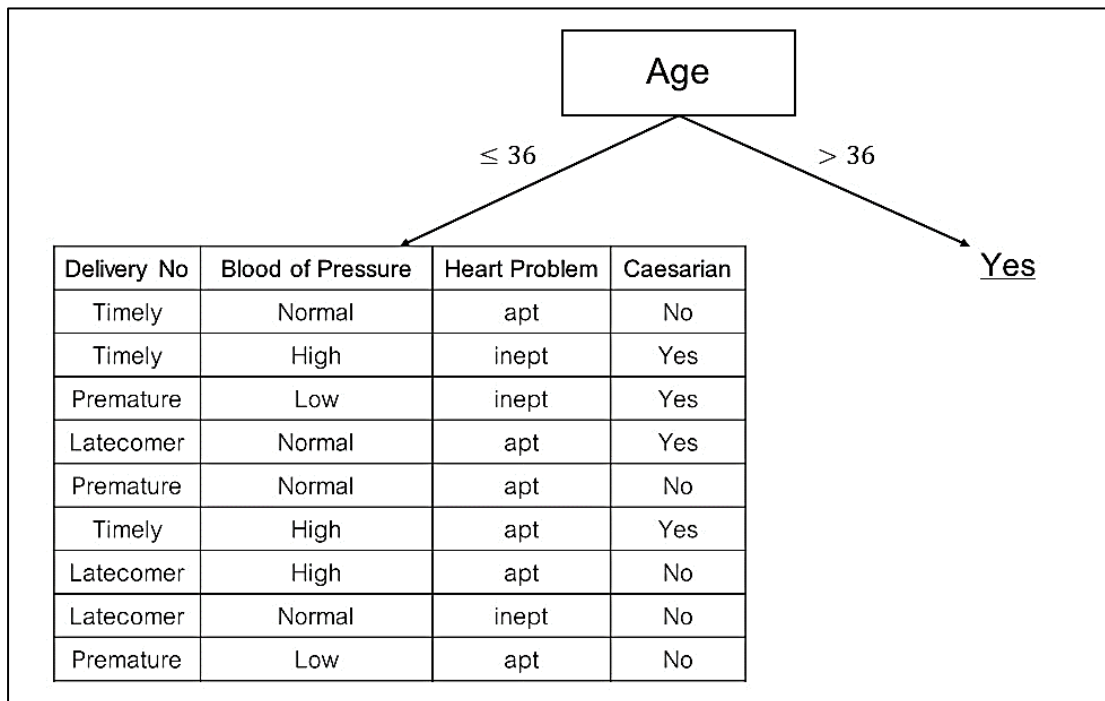 Age
≤ 36 > 36
Yes
Delivery No Blood of Pressure Heart Problem Caesarian
Timely Normal apt No
Timely High inept Yes
Premature Low inept Yes
Latecomer Normal apt Yes
Premature Normal apt No
Timely High apt Yes
Latecomer High apt No
Latecomer Normal inept No
Premature Low apt No